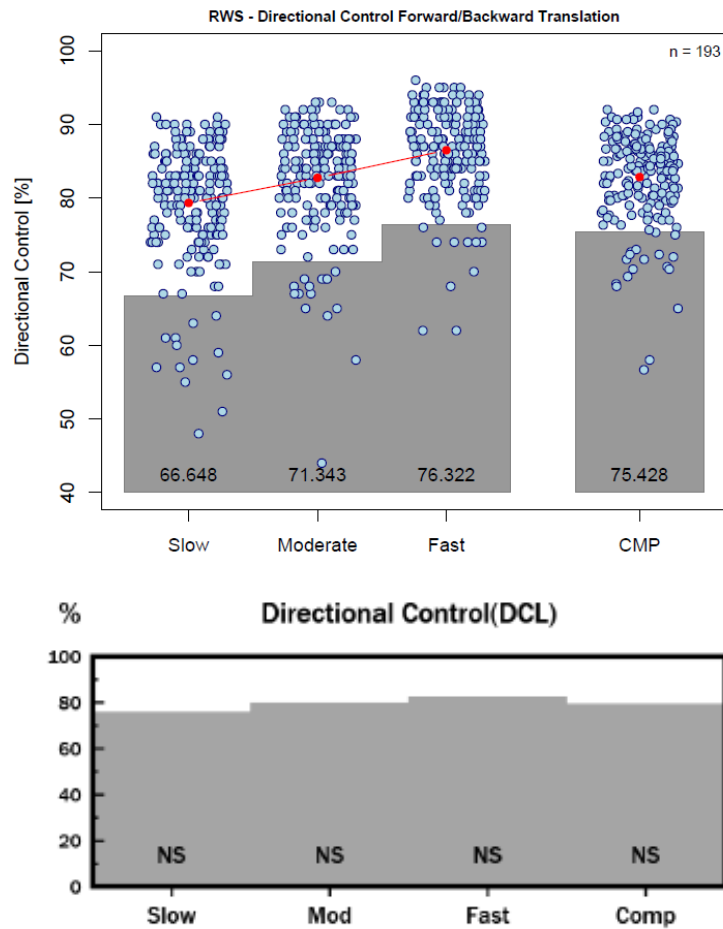 RWS - Directional Control Forward/Backward Translation
n = 193
Directional Control [%]
100
90
80
70
60
50
40
66.648 71.343 76.322 75.428
Slow Moderate Fast CMP
% Directional Control(DCL)
100
80
60
40
20
0
NS NS NS NS
Slow Mod Fast Comp